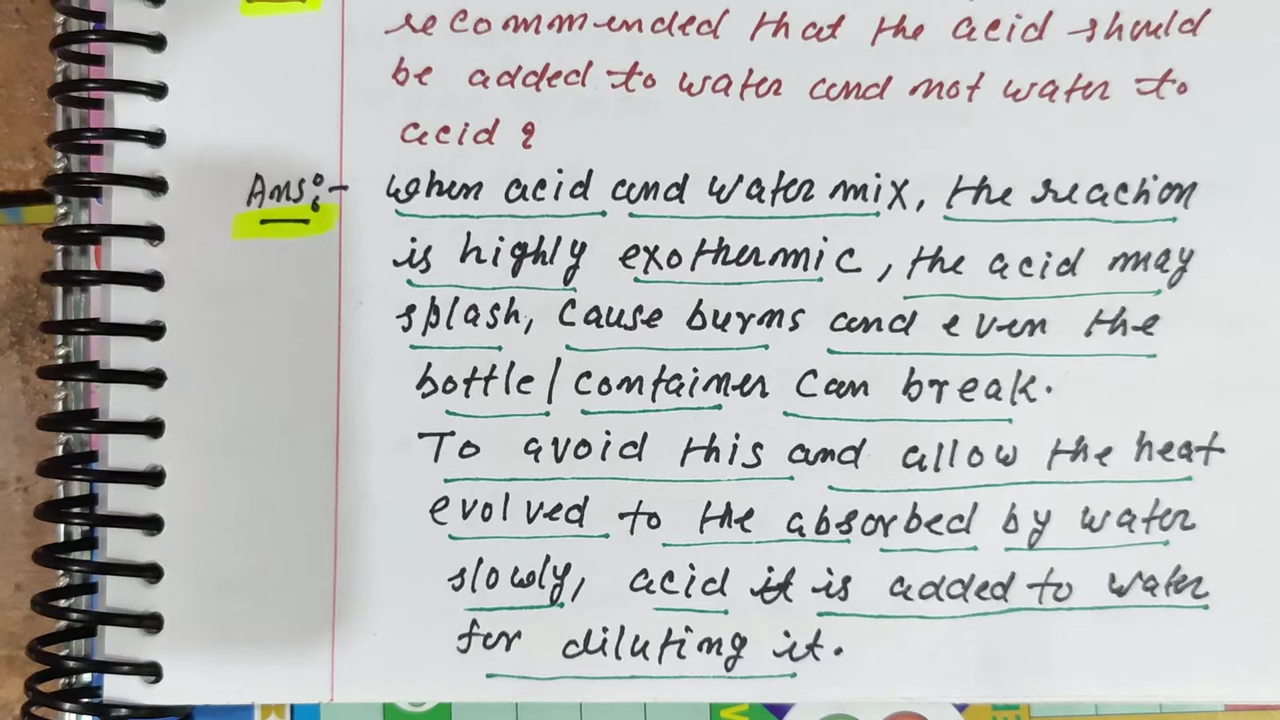 recommended that the acid should
be added to water and not water to
acid ?
Ans:- when acid and water mix, the reaction
is highly exothermic, the acid may
splash, cause burns and even the
bottle/container can break.
To avoid this and allow the heat
evolved to the absorbed by water
slowly, acid it is added to water
for diluting it.